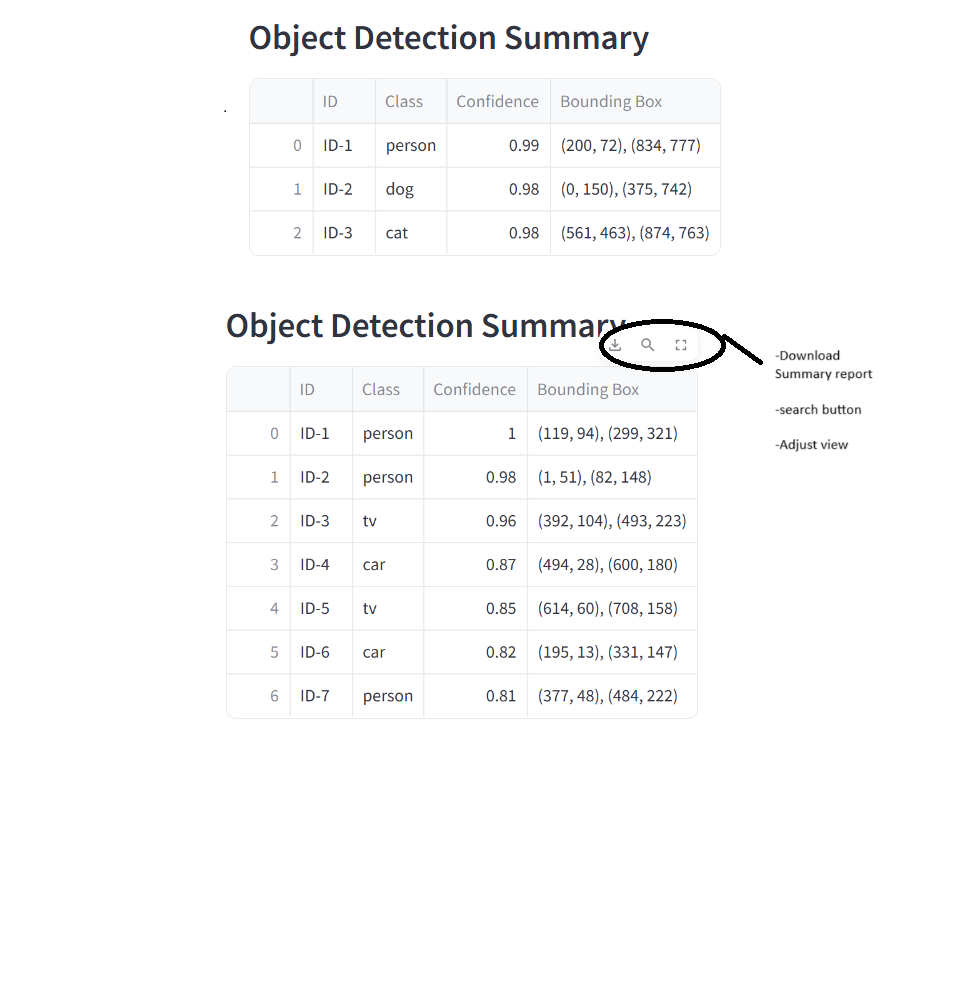 Object Detection Summary
ID Class Confidence Bounding Box
0 ID-1 person 0.99 (200, 72), (834, 777)
1 ID-2 dog 0.98 (0, 150), (375, 742)
2 ID-3 cat 0.98 (561, 463), (874, 763)
Object Detection Summary
-Download
Summary report
-search button
-Adjust view
ID Class Confidence Bounding Box
0 ID-1 person 1 (119, 94), (299, 321)
1 ID-2 person 0.98 (1, 51), (82, 148)
2 ID-3 tv 0.96 (392, 104), (493, 223)
3 ID-4 car 0.87 (494, 28), (600, 180)
4 ID-5 tv 0.85 (614, 60), (708, 158)
5 ID-6 car 0.82 (195, 13), (331, 147)
6 ID-7 person 0.81 (377, 48), (484, 222)